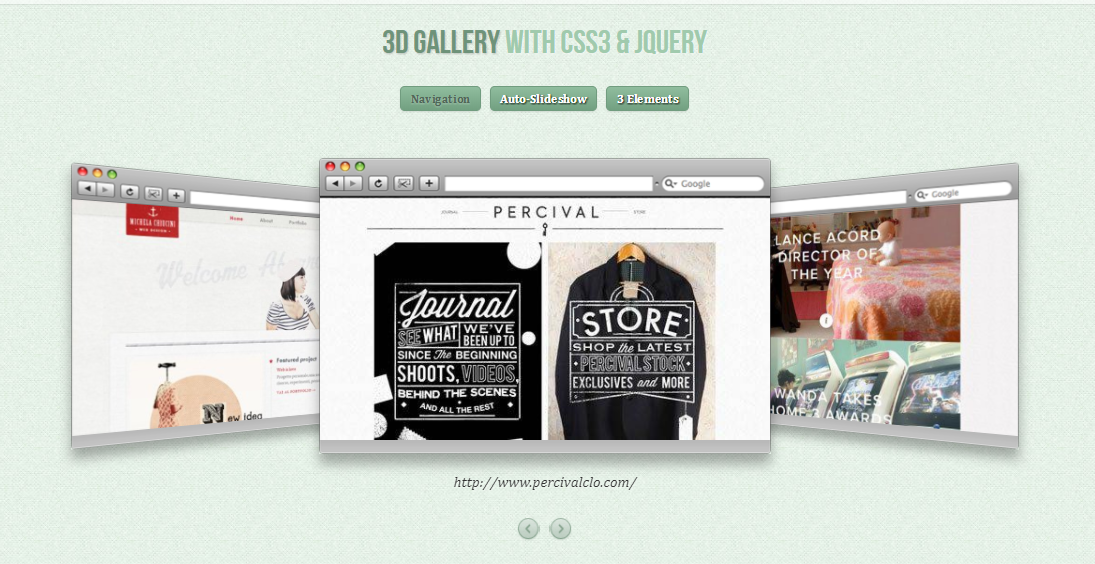 3D GALLERY WITH CSS3 & JQUERY
Navigation
Auto-Slideshow
3 Elements
MICHELA CHIUCINI
WEB DESIGN
Home
About
Portfolio
Welcome
Featured project
New idea
Google
JOURNAL
PERCIVAL
STORE
Journal
SEE WHAT WE'VE
BEEN UP TO
SINCE The BEGINNING
SHOOTS, VIDEOS,
BEHIND THE SCENES
AND ALL THE REST
STORE
SHOP the LATEST
PERCIVAL STOCK
EXCLUSIVES and MORE
Google
LANCE ACORD
DIRECTOR OF
THE YEAR
i
WANDA TAKES
HOME 3 AWARDS
http://www.percivalclo.com/